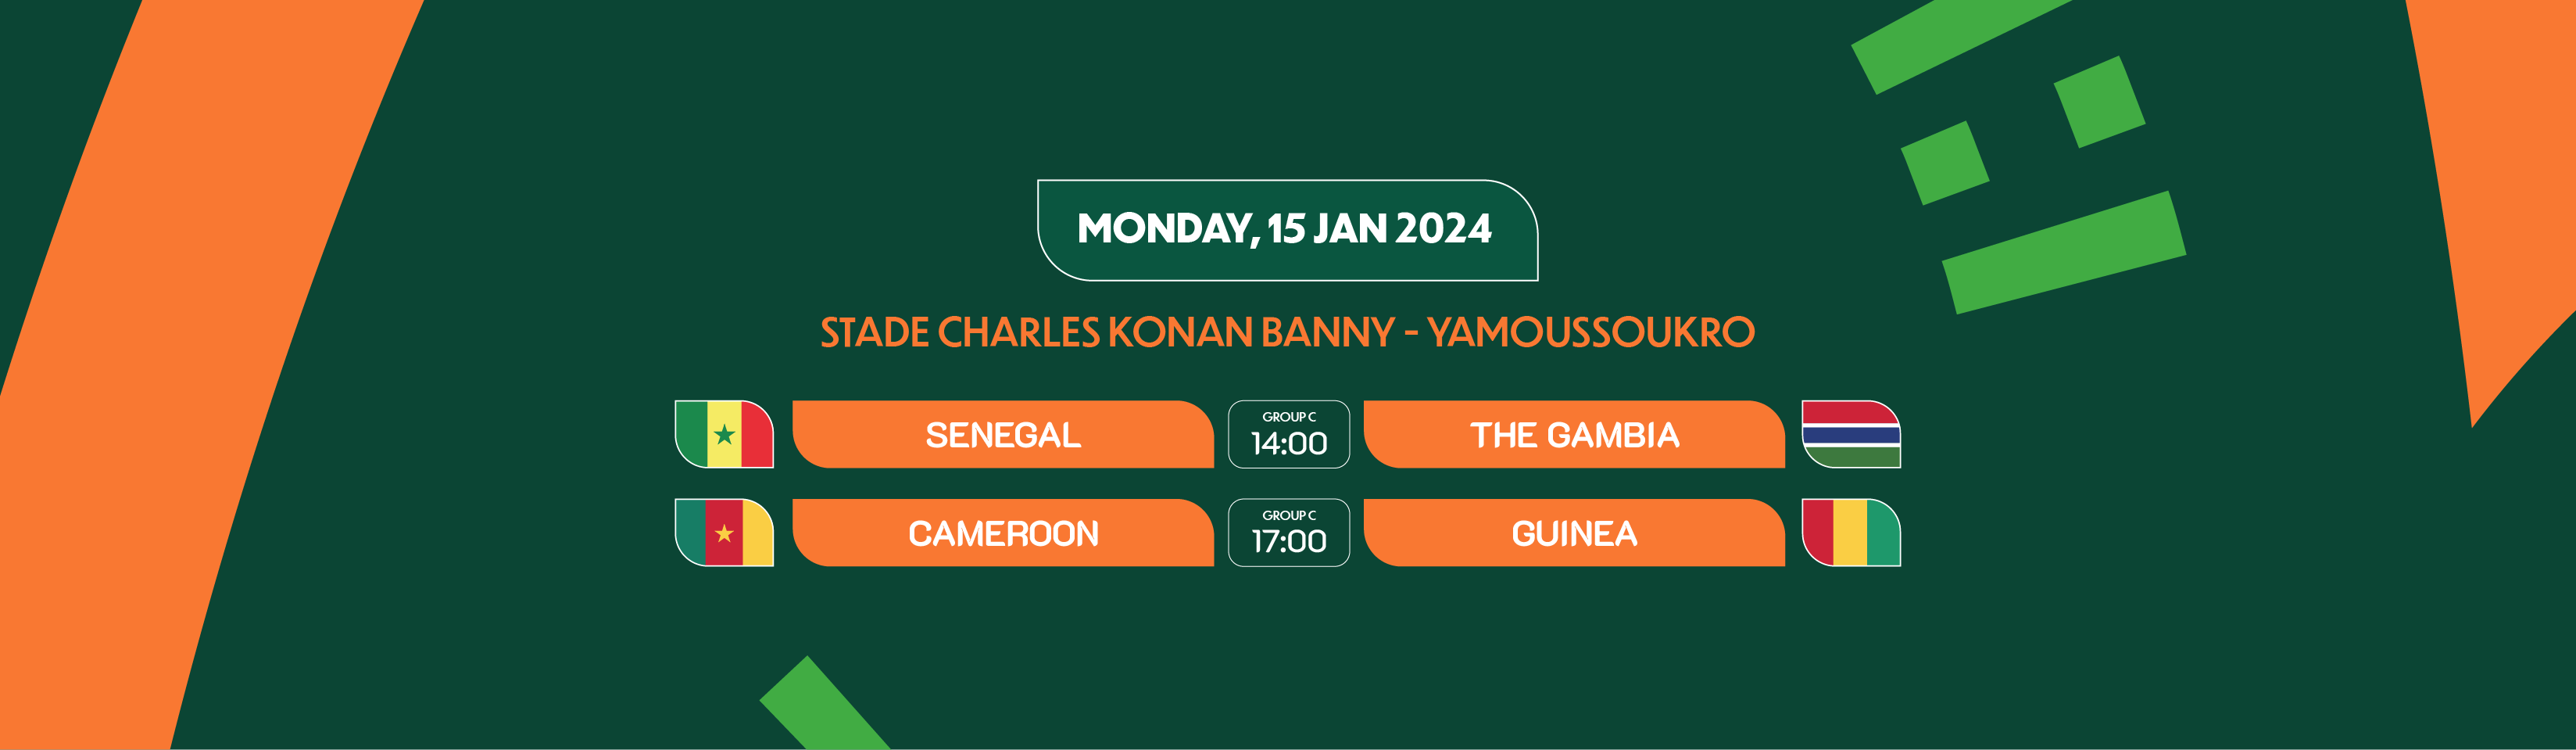 MONDAY, 15 JAN 2024
STADE CHARLES KONAN BANNY - YAMOUSSOUKRO
SENEGAL
GROUP C
14:00
THE GAMBIA
CAMEROON
GROUP C
17:00
GUINEA